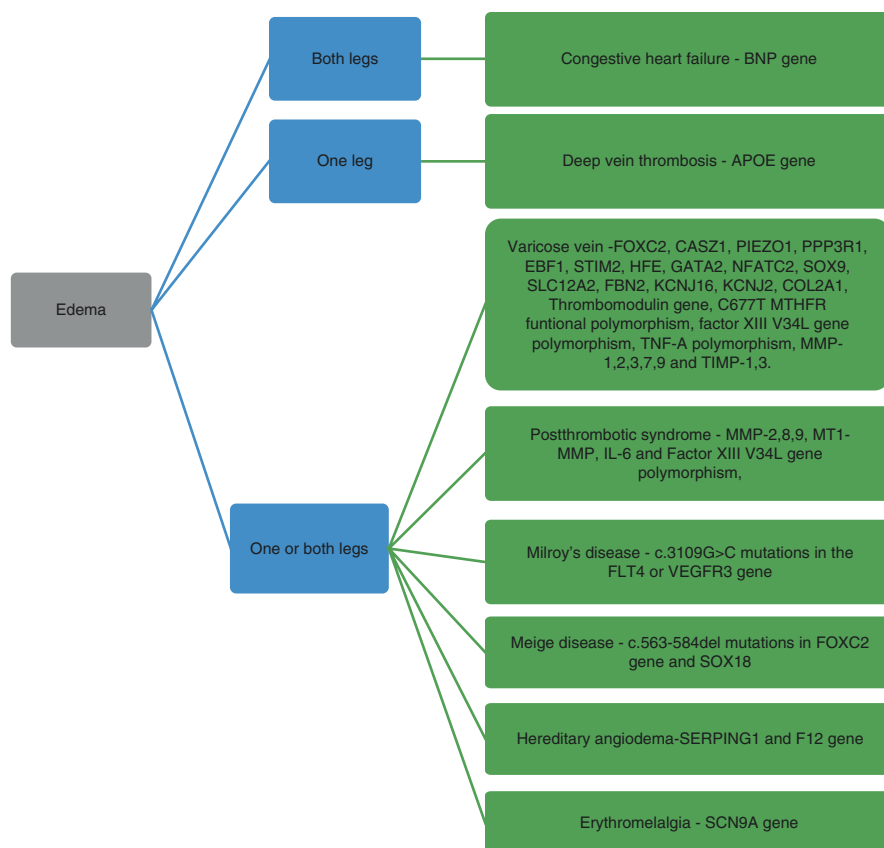 Both legs
Congestive heart failure - BNP gene
One leg
Deep vein thrombosis - APOE gene
Varicose vein -FOXC2, CASZ1, PIEZO1, PPP3R1,
EBF1, STIM2, HFE, GATA2, NFATC2, SOX9,
SLC12A2, FBN2, KCNJ16, KCNJ2, COL2A1,
Thrombomodulin gene, C677T MTHFR
funtional polymorphism, factor XIII V34L gene
polymorphism, TNF-A polymorphism, MMP-
1,2,3,7,9 and TIMP-1,3.
Edema
Postthrombotic syndrome - MMP-2,8,9, MT1-
MMP, IL-6 and Factor XIII V34L gene
polymorphism,
One or both legs
Milroy's disease - c.3109G>C mutations in the
FLT4 or VEGFR3 gene
Meige disease - c.563-584del mutations in FOXC2
gene and SOX18
Hereditary angiodema-SERPING1 and F12 gene
Erythromelalgia - SCN9A gene